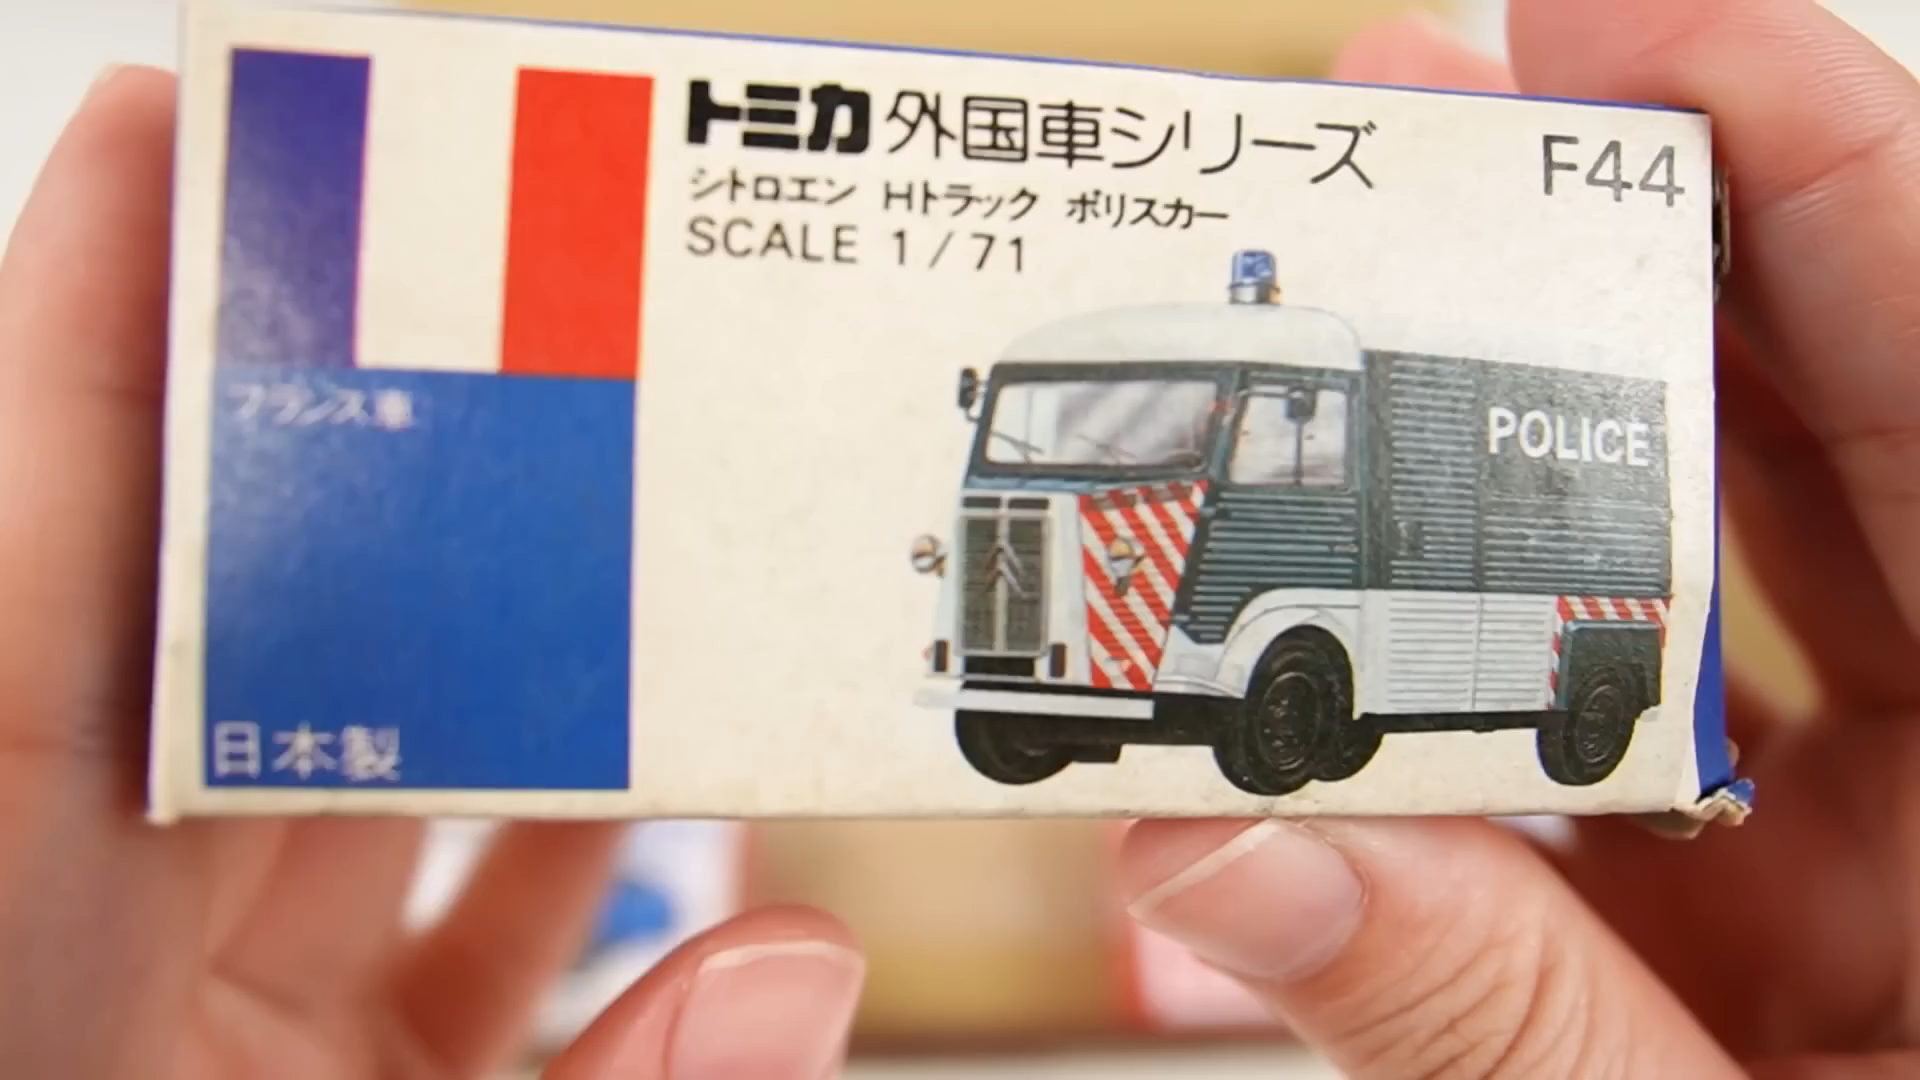 トミカ 外国車シリーズ
F44
シトロエン Hトラック ポリスカー
SCALE 1/71
フランス車
POLICE
日本製